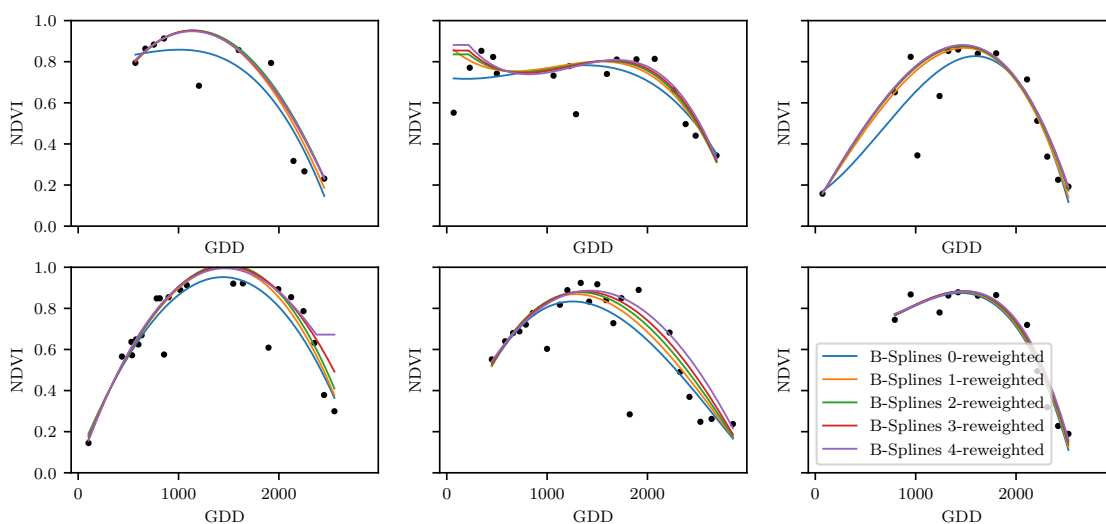 1.0
0.8
0.6
0.4
0.2
0.0
NDVI
GDD
NDVI
GDD
NDVI
GDD
1.0
0.8
0.6
0.4
0.2
0.0
NDVI
0 1000 2000
GDD
NDVI
0 1000 2000
GDD
NDVI
0 1000 2000
GDD
B-Splines 0-reweighted
B-Splines 1-reweighted
B-Splines 2-reweighted
B-Splines 3-reweighted
B-Splines 4-reweighted